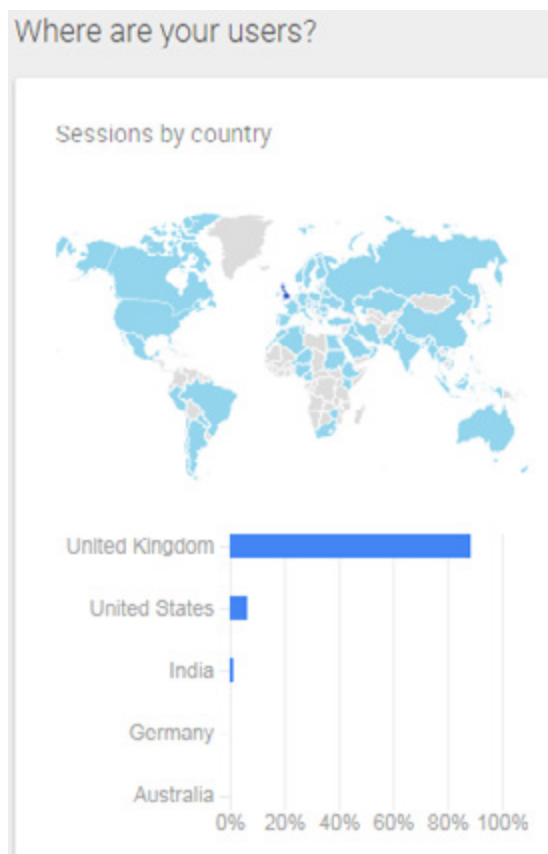 Where are your users?
Sessions by country
United Kingdom
United States
India
Germany
Australia
0% 20% 40% 60% 80% 100%